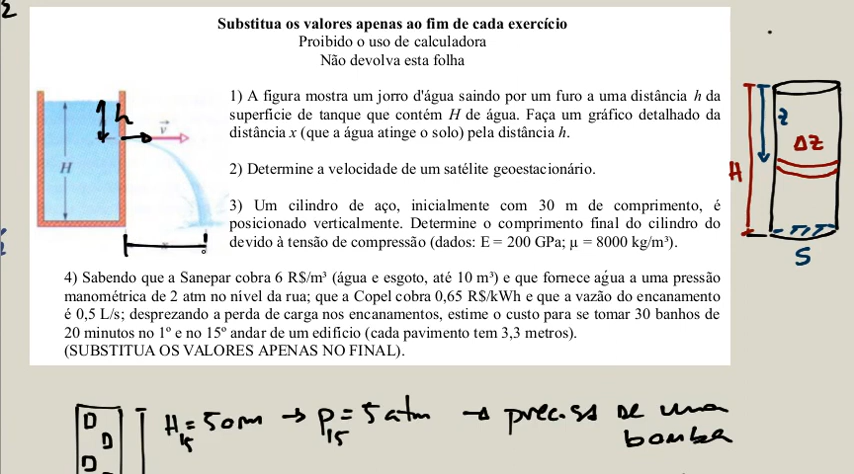 2
Substitua os valores apenas ao fim de cada exercício
Proibido o uso de calculadora
Não devolva esta folha
1) A figura mostra um jorro d'água saindo por um furo a uma distância h da
superfície de tanque que contém H de água. Faça um gráfico detalhado da
distância x (que a água atinge o solo) pela distância h.
h
v
H
2) Determine a velocidade de um satélite geoestacionário.
3) Um cilindro de aço, inicialmente com 30 m de comprimento, é
posicionado verticalmente. Determine o comprimento final do cilindro do
devido à tensão de compressão (dados: E = 200 GPa; μ = 8000 kg/m³).
z
ΔZ
H
S
4) Sabendo que a Sanepar cobra 6 R$/m³ (água e esgoto, até 10 m³) e que fornece água a uma pressão
manométrica de 2 atm no nível da rua; que a Copel cobra 0,65 R$/kWh e que a vazão do encanamento
é 0,5 L/s; desprezando a perda de carga nos encanamentos, estime o custo para se tomar 30 banhos de
20 minutos no 1º e no 15º andar de um edifício (cada pavimento tem 3,3 metros).
(SUBSTITUA OS VALORES APENAS NO FINAL).
H15 = 50m → P15 = 5 atm → precisa de uma
bomba